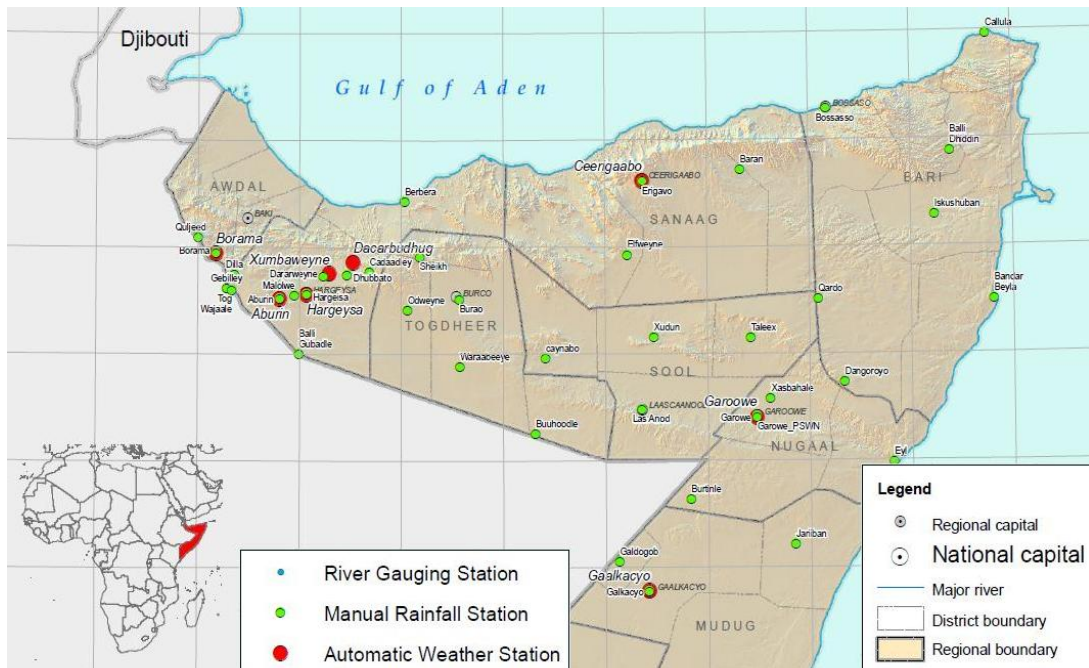 Djibouti
Gulf of Aden
Callula
BOSSASO
Bossasso
Balli
Dhiddin
BARI
Iskushuban
Bandar
Beyla
Baran
Ceerigaabo
CEERIGAABO
Erigavo
SANAAG
Elfweyne
AWDAL
BAKI
Berbera
Quljeed
Borama
Borama
Dilla
Gebilley
Tog
Wajaale
Xumbaweyne
Dacarbudhug
Dararweyne
Dhubbato
Cadaadley
Sheikh
Malolwe
HARGEYSA
Hargeisa
Hargeysa
Aburin
Aburin
Balli
Gubadle
Odweyne
BURCO
Burao
TOGDHEER
Waraabeeye
caynabo
Buuhoodle
Xudun
Taleex
SOOL
LAASCAANOOD
Las Anod
Qardo
Dangoroyo
Xasbahale
Garoowe
GAROOWE
Garowe
Garowe_PSWN
NUGAAL
Eyl
Burtinle
Jariban
Galdogob
Gaalkacyo
GAALKACYO
Galkacyo
MUDUG
River Gauging Station
Manual Rainfall Station
Automatic Weather Station
Legend
Regional capital
National capital
Major river
District boundary
Regional boundary